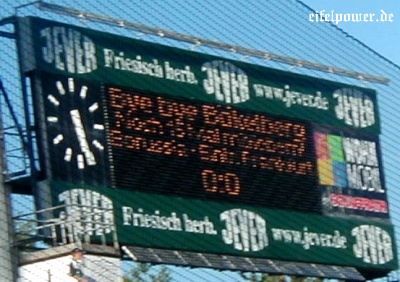 eifelpower.de
JEVER Friesisch herb. JEVER www.jever.de JEVER
Bye bye Bökelberg
Borussia - Eintr. Frankfurt
0:0
MOBIL
JEVER Friesisch herb. JEVER www.jever.de JEVER